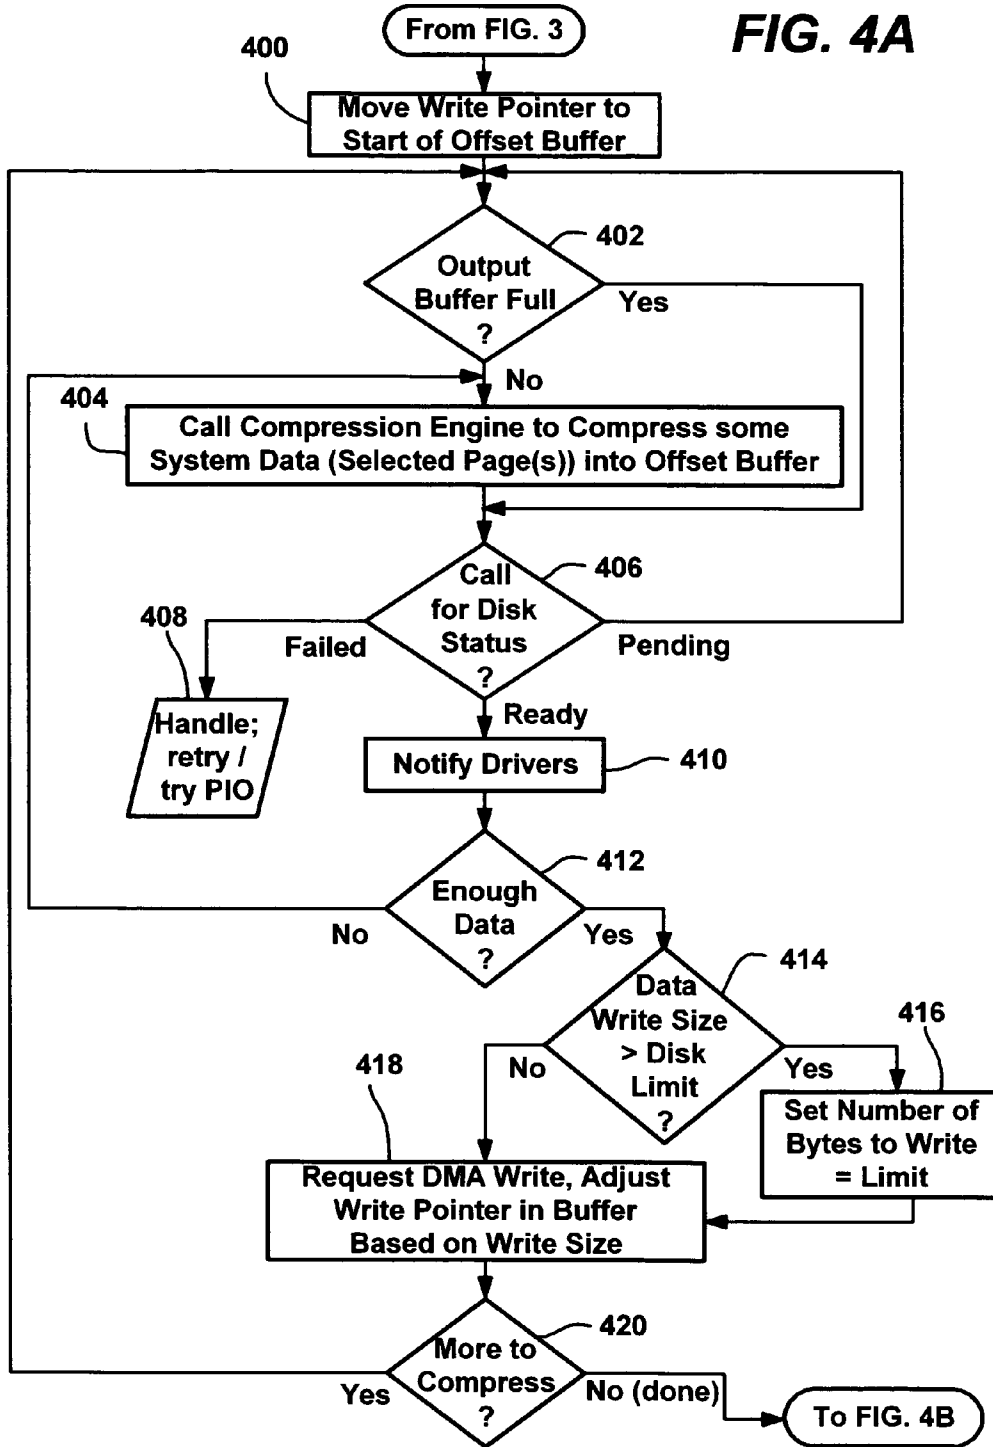 From FIG. 3
FIG. 4A
400
Move Write Pointer to
Start of Offset Buffer
402
Output
Buffer Full
?
Yes
No
404
Call Compression Engine to Compress some
System Data (Selected Page(s)) into Offset Buffer
406
Call
for Disk
Status
?
408
Failed
Pending
Handle;
retry /
try PIO
Ready
Notify Drivers
410
412
Enough
Data
?
No
Yes
414
Data
Write Size
> Disk
Limit
?
No
Yes
416
Set Number of
Bytes to Write
= Limit
418
Request DMA Write, Adjust
Write Pointer in Buffer
Based on Write Size
420
More to
Compress
?
Yes
No (done)
To FIG. 4B